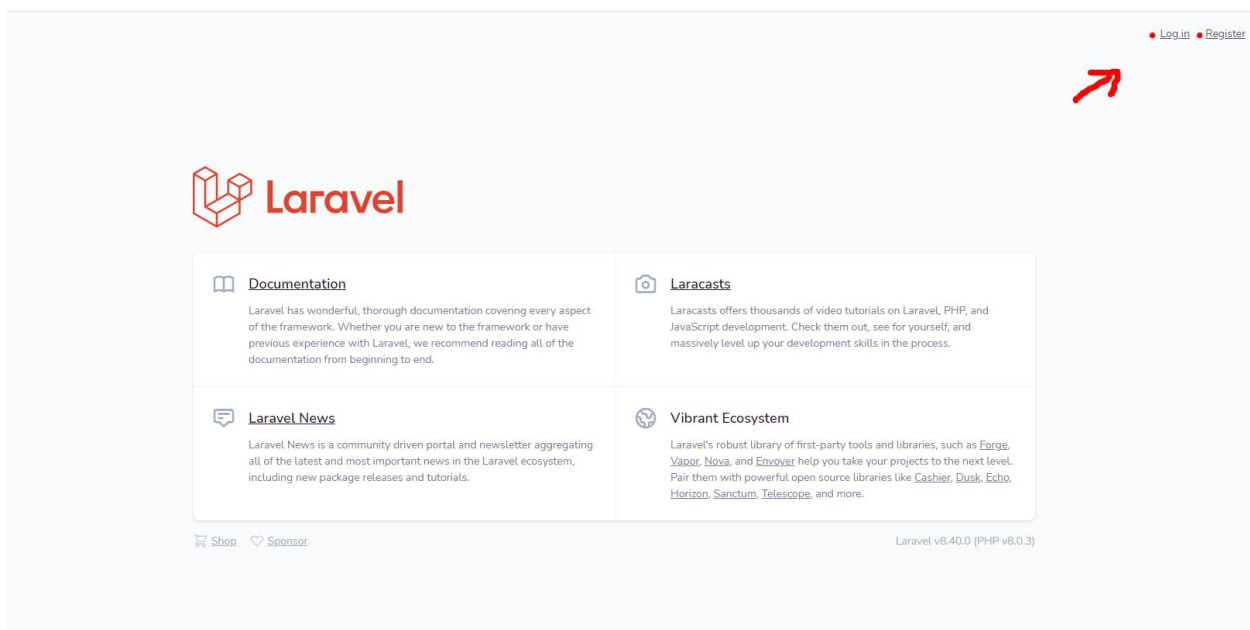 Log in Register
Laravel
Documentation
Laravel has wonderful, thorough documentation covering every aspect
of the framework. Whether you are new to the framework or have
previous experience with Laravel, we recommend reading all of the
documentation from beginning to end.
Laracasts
Laracasts offers thousands of video tutorials on Laravel, PHP, and
JavaScript development. Check them out, see for yourself, and
massively level up your development skills in the process.
Laravel News
Laravel News is a community driven portal and newsletter aggregating
all of the latest and most important news in the Laravel ecosystem,
including new package releases and tutorials.
Vibrant Ecosystem
Laravel's robust library of first-party tools and libraries, such as Forge,
Vapor, Nova, and Envoyer help you take your projects to the next level.
Pair them with powerful open source libraries like Cashier, Dusk, Echo,
Horizon, Sanctum, Telescope, and more.
Shop Sponsor
Laravel v8.40.0 (PHP v8.0.3)